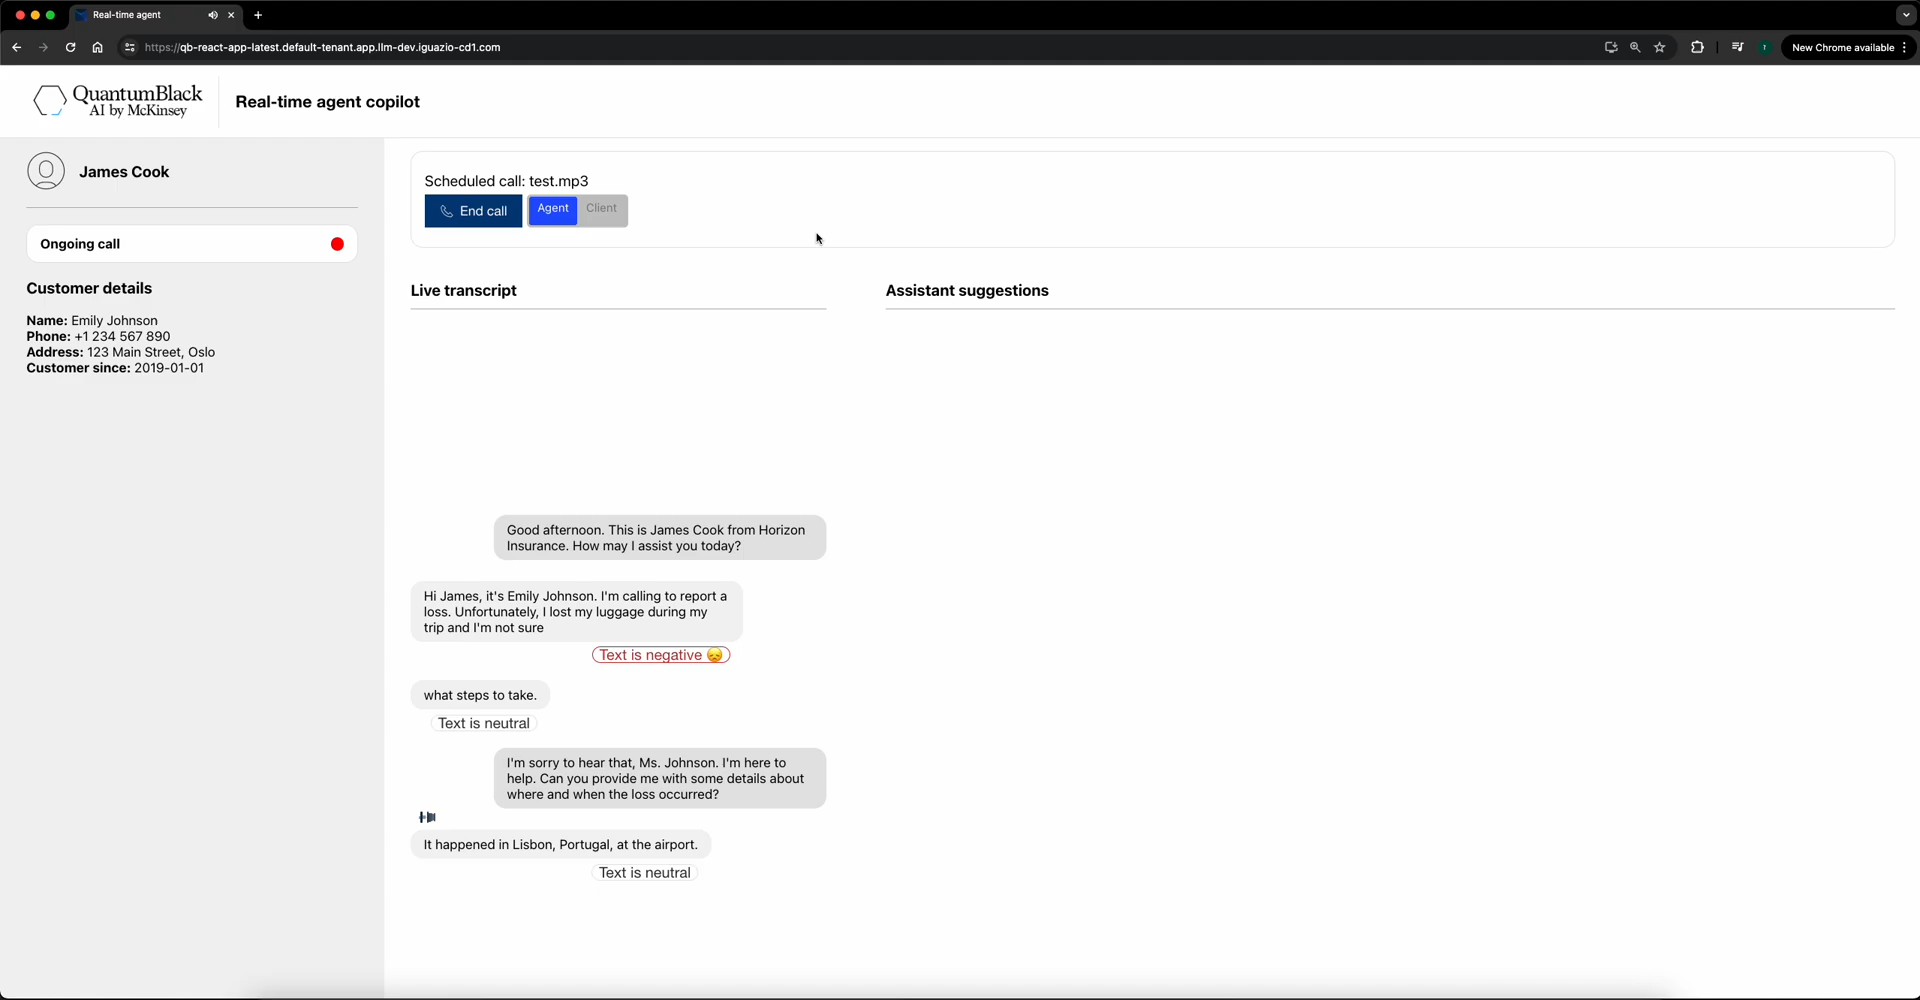 Real-time agent
https://qb-react-app-latest.default-tenant.app.llm-dev.iguazio-cd1.com
New Chrome available
QuantumBlack
AI by McKinsey
Real-time agent copilot
James Cook
Ongoing call
Customer details
Name: Emily Johnson
Phone: +1 234 567 890
Address: 123 Main Street, Oslo
Customer since: 2019-01-01
Scheduled call: test.mp3
End call
Agent
Client
Live transcript
Good afternoon. This is James Cook from Horizon
Insurance. How may I assist you today?
Hi James, it's Emily Johnson. I'm calling to report a
loss. Unfortunately, I lost my luggage during my
trip and I'm not sure
Text is negative 😞
what steps to take.
Text is neutral
I'm sorry to hear that, Ms. Johnson. I'm here to
help. Can you provide me with some details about
where and when the loss occurred?
It happened in Lisbon, Portugal, at the airport.
Text is neutral
Assistant suggestions